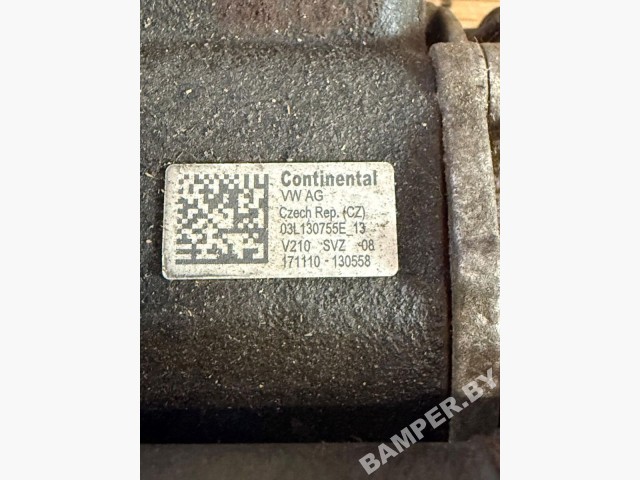 Continental
VW AG
Czech Rep. (CZ)
03L130755E_13
V210 SVZ -08
171110 - 130558
BAMPER.BY